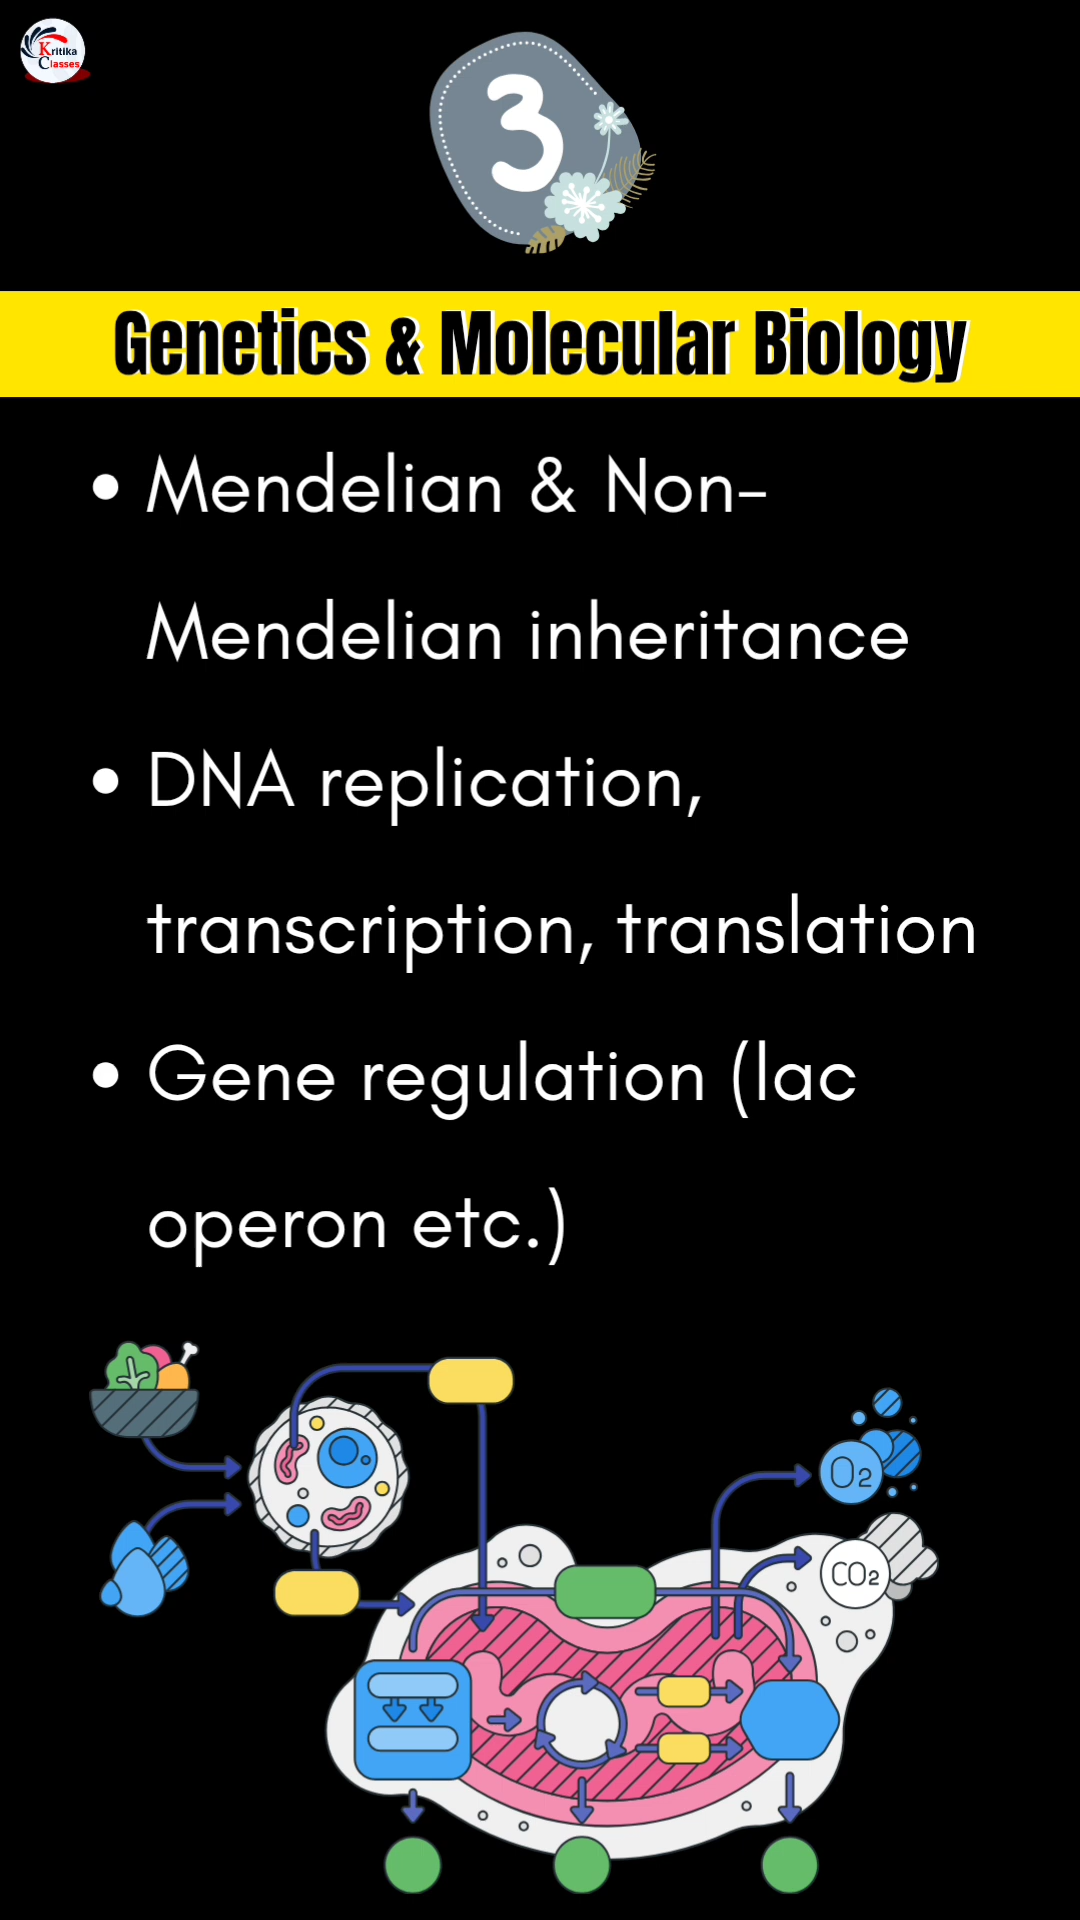 Kritika
Classes
3
Genetics & Molecular Biology
• Mendelian & Non-
Mendelian inheritance
• DNA replication,
transcription, translation
• Gene regulation (lac
operon etc.)
O2
CO2